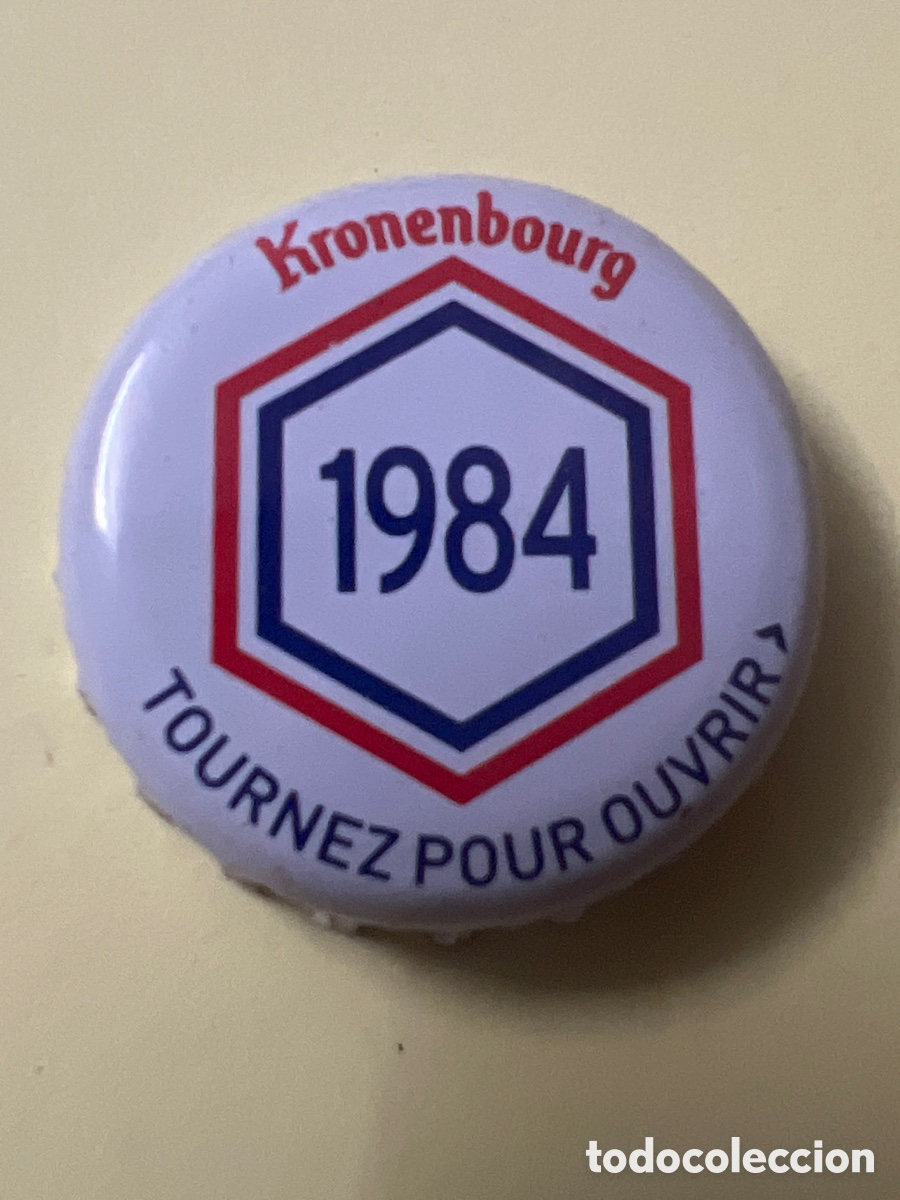 Kronenbourg
1984
TOURNEZ POUR OUVRIR >
todocoleccion